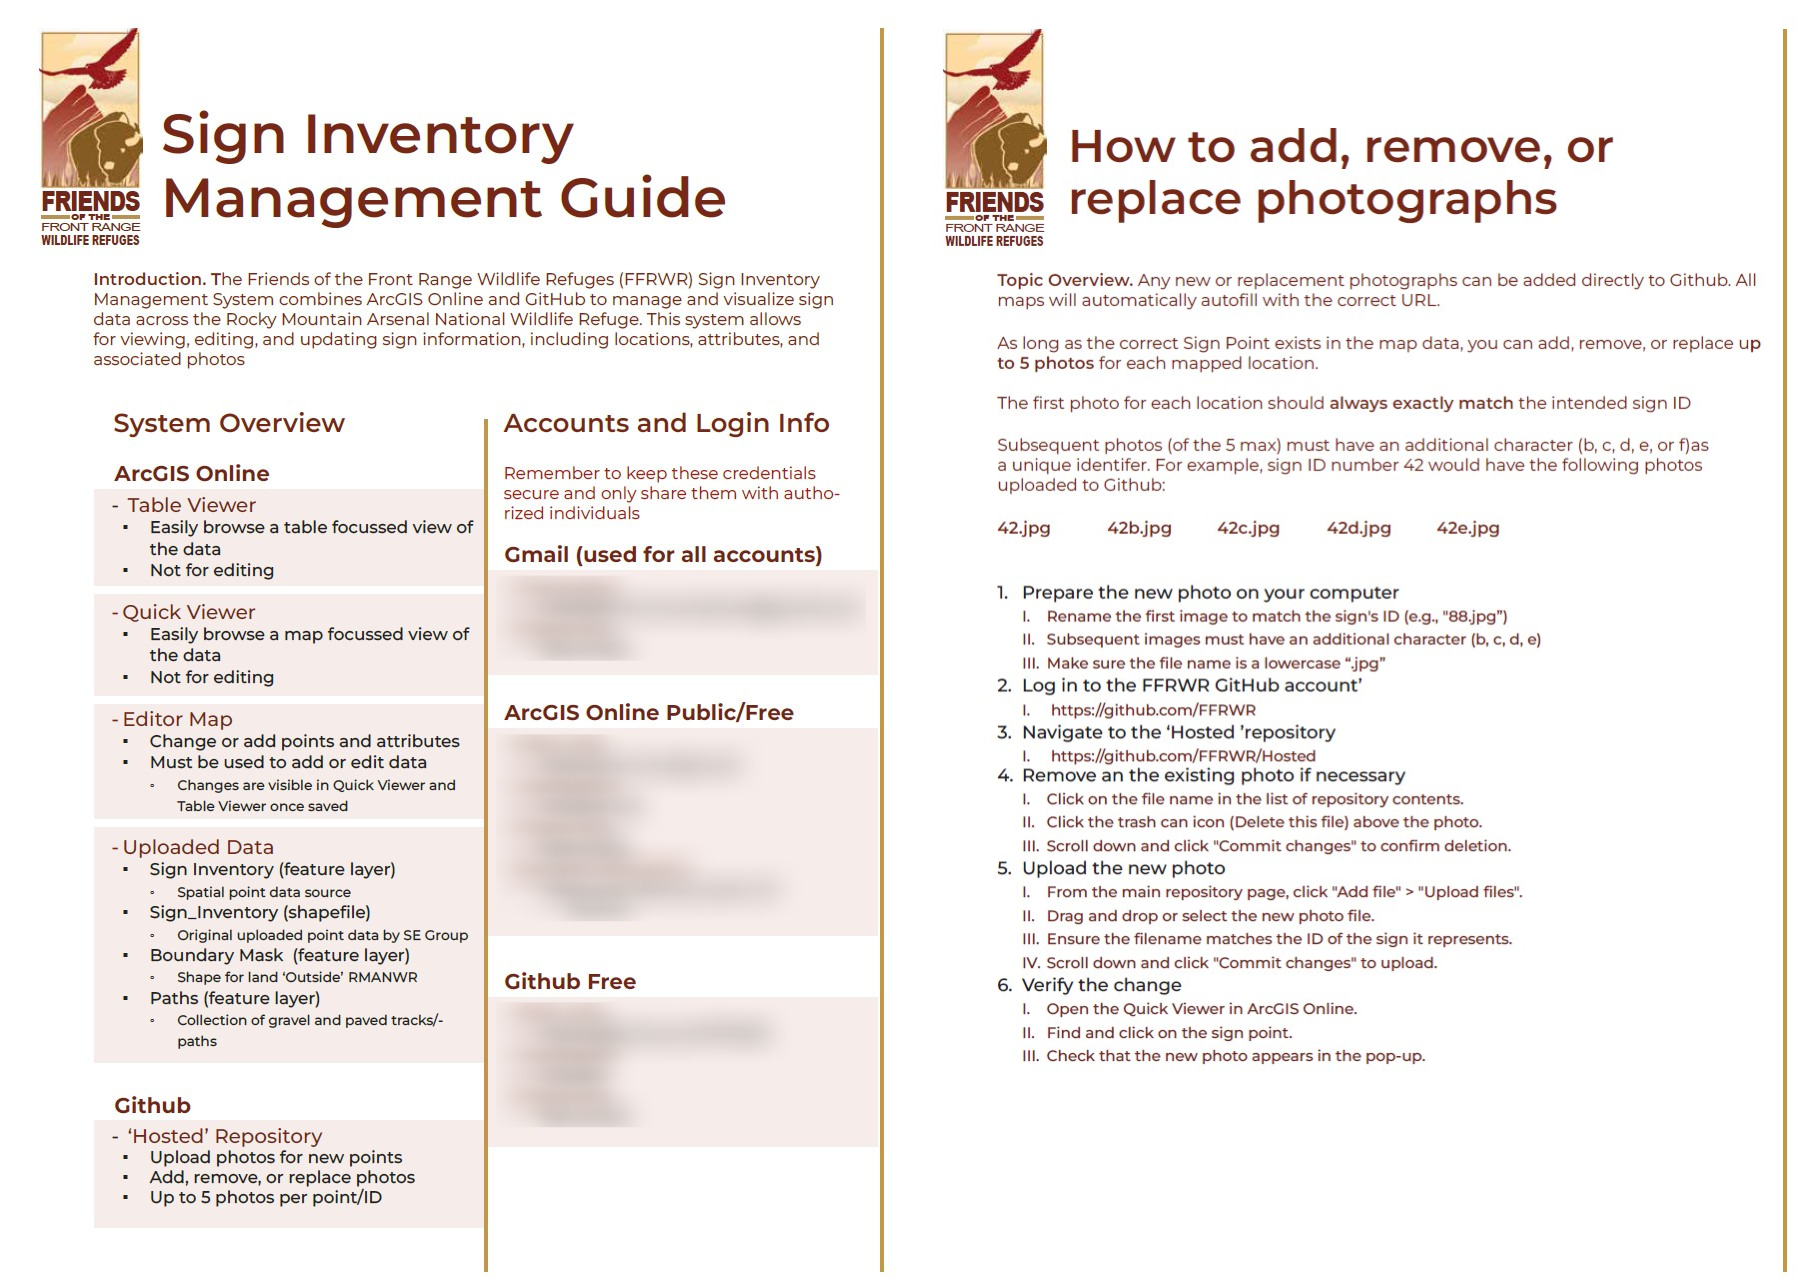 FRIENDS
OF THE
FRONT RANGE
WILDLIFE REFUGES
Sign Inventory
Management Guide
Introduction. The Friends of the Front Range Wildlife Refuges (FFRWR) Sign Inventory
Management System combines ArcGIS Online and GitHub to manage and visualize sign
data across the Rocky Mountain Arsenal National Wildlife Refuge. This system allows
for viewing, editing, and updating sign information, including locations, attributes, and
associated photos
System Overview
ArcGIS Online
- Table Viewer
▪ Easily browse a table focussed view of
the data
▪ Not for editing
- Quick Viewer
▪ Easily browse a map focussed view of
the data
▪ Not for editing
- Editor Map
▪ Change or add points and attributes
▪ Must be used to add or edit data
◦ Changes are visible in Quick Viewer and
Table Viewer once saved
- Uploaded Data
▪ Sign Inventory (feature layer)
◦ Spatial point data source
▪ Sign_Inventory (shapefile)
◦ Original uploaded point data by SE Group
▪ Boundary Mask (feature layer)
◦ Shape for land ‘Outside’ RMANWR
▪ Paths (feature layer)
◦ Collection of gravel and paved tracks/-
paths
Github
- ‘Hosted’ Repository
▪ Upload photos for new points
▪ Add, remove, or replace photos
▪ Up to 5 photos per point/ID
Accounts and Login Info
Remember to keep these credentials
secure and only share them with autho-
rized individuals
Gmail (used for all accounts)
ArcGIS Online Public/Free
Github Free
FRIENDS
OF THE
FRONT RANGE
WILDLIFE REFUGES
How to add, remove, or
replace photographs
Topic Overview. Any new or replacement photographs can be added directly to Github. All
maps will automatically autofill with the correct URL.
As long as the correct Sign Point exists in the map data, you can add, remove, or replace up
to 5 photos for each mapped location.
The first photo for each location should always exactly match the intended sign ID
Subsequent photos (of the 5 max) must have an additional character (b, c, d, e, or f)as
a unique identifer. For example, sign ID number 42 would have the following photos
uploaded to Github:
42.jpg 42b.jpg 42c.jpg 42d.jpg 42e.jpg
1. Prepare the new photo on your computer
I. Rename the first image to match the sign's ID (e.g., "88.jpg”)
II. Subsequent images must have an additional character (b, c, d, e)
III. Make sure the file name is a lowercase “.jpg”
2. Log in to the FFRWR GitHub account’
I. https://github.com/FFRWR
3. Navigate to the ‘Hosted ’repository
I. https://github.com/FFRWR/Hosted
4. Remove an the existing photo if necessary
I. Click on the file name in the list of repository contents.
II. Click the trash can icon (Delete this file) above the photo.
III. Scroll down and click "Commit changes" to confirm deletion.
5. Upload the new photo
I. From the main repository page, click "Add file" > "Upload files".
II. Drag and drop or select the new photo file.
III. Ensure the filename matches the ID of the sign it represents.
IV. Scroll down and click "Commit changes" to upload.
6. Verify the change
I. Open the Quick Viewer in ArcGIS Online.
II. Find and click on the sign point.
III. Check that the new photo appears in the pop-up.